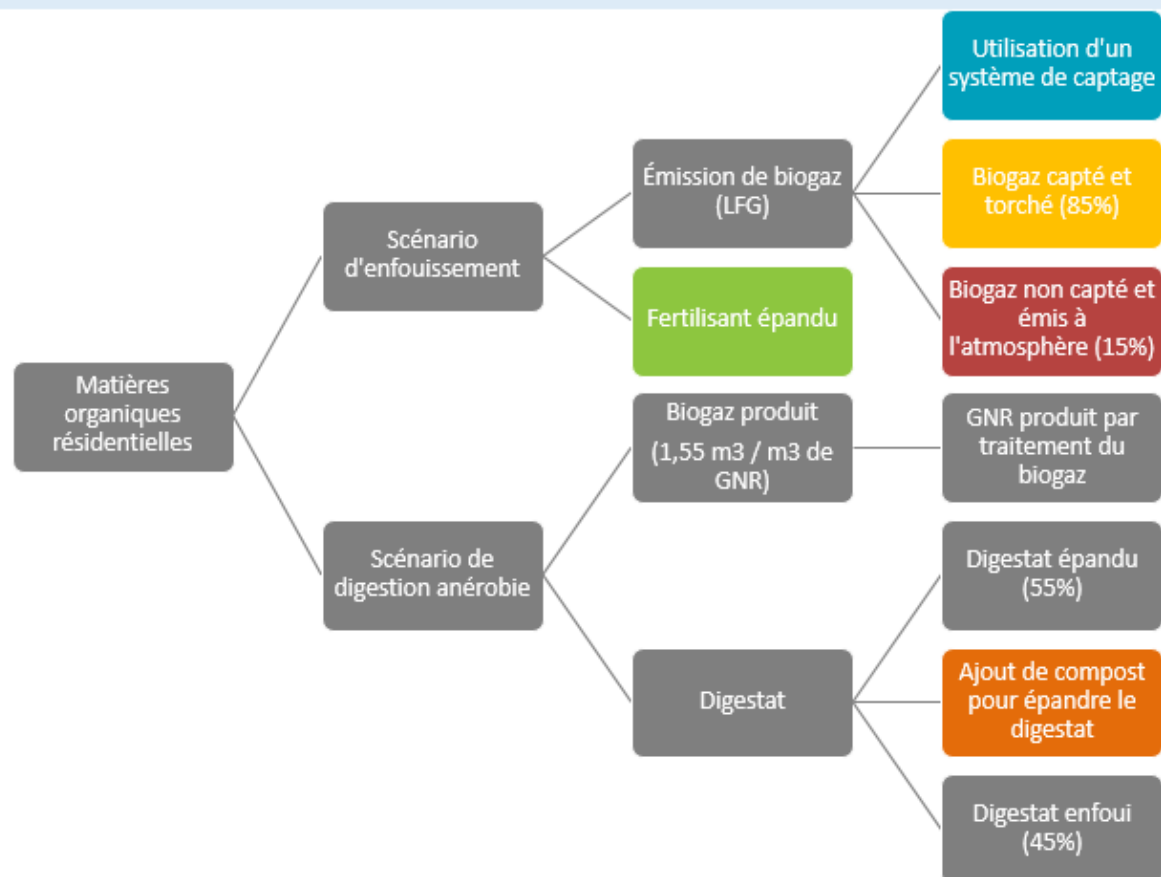 Matières
organiques
résidentielles
Scénario
d'enfouissement
Émission de biogaz
(LFG)
Utilisation d'un
système de captage
Biogaz capté et
torché (85%)
Biogaz non capté et
émis à
l'atmosphère (15%)
Fertilisant épandu
Scénario de
digestion anérobie
Biogaz produit
(1,55 m3 / m3 de
GNR)
GNR produit par
traitement du
biogaz
Digestat
Digestat épandu
(55%)
Ajout de compost
pour épandre le
digestat
Digestat enfoui
(45%)